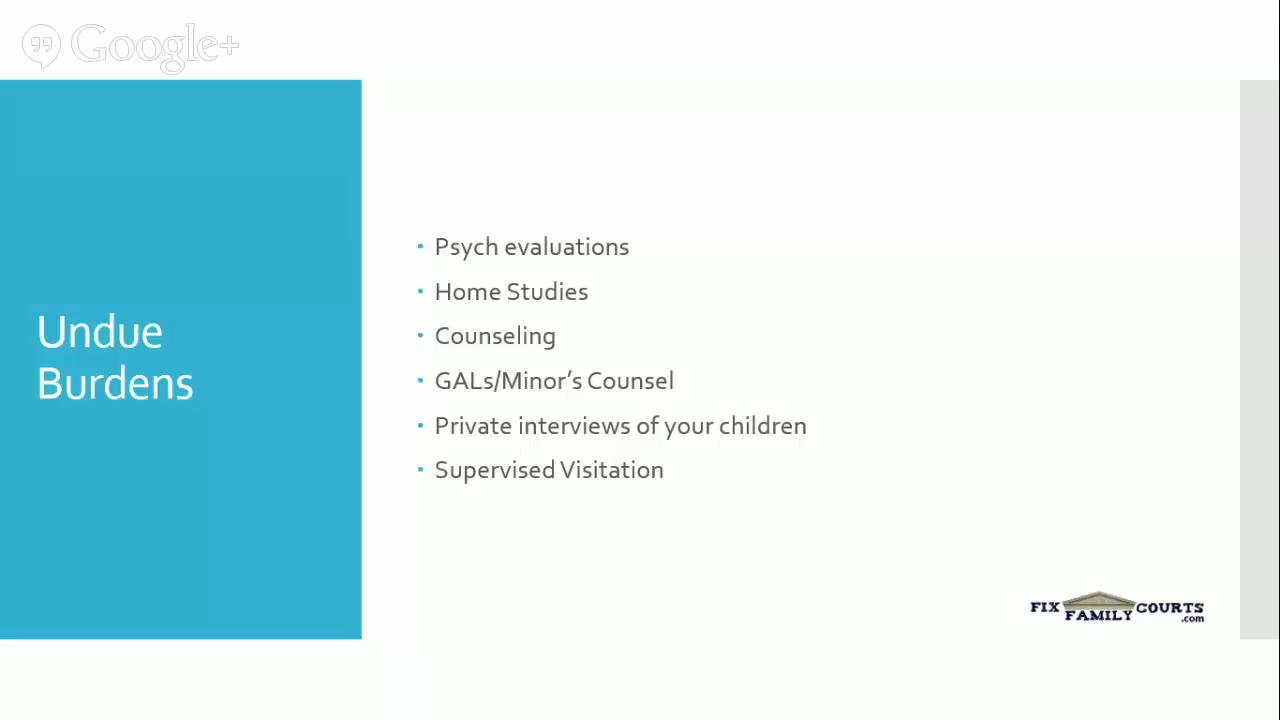 Google+
Undue
Burdens
• Psych evaluations
• Home Studies
• Counseling
• GALs/Minor’s Counsel
• Private interviews of your children
• Supervised Visitation
FIX FAMILY COURTS
.com